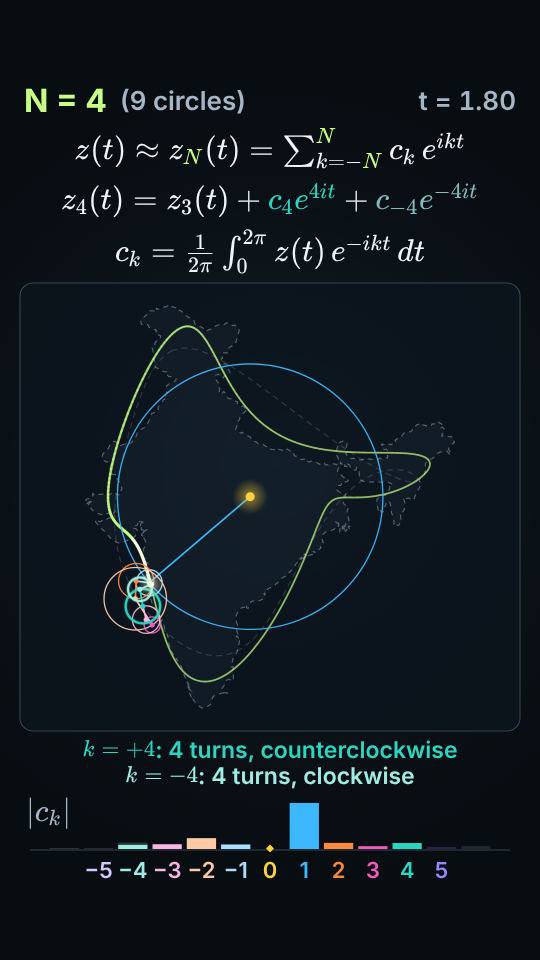 N = 4 (9 circles) t = 1.80
z(t) ≈ z_N(t) = ∑_{k=−N}^{N} c_k e^{ikt}
z_4(t) = z_3(t) + c_4 e^{4it} + c_{−4} e^{−4it}
c_k = \frac{1}{2π} ∫_0^{2π} z(t) e^{−ikt} dt
k = +4: 4 turns, counterclockwise
k = −4: 4 turns, clockwise
|c_k|
−5 −4 −3 −2 −1 0 1 2 3 4 5